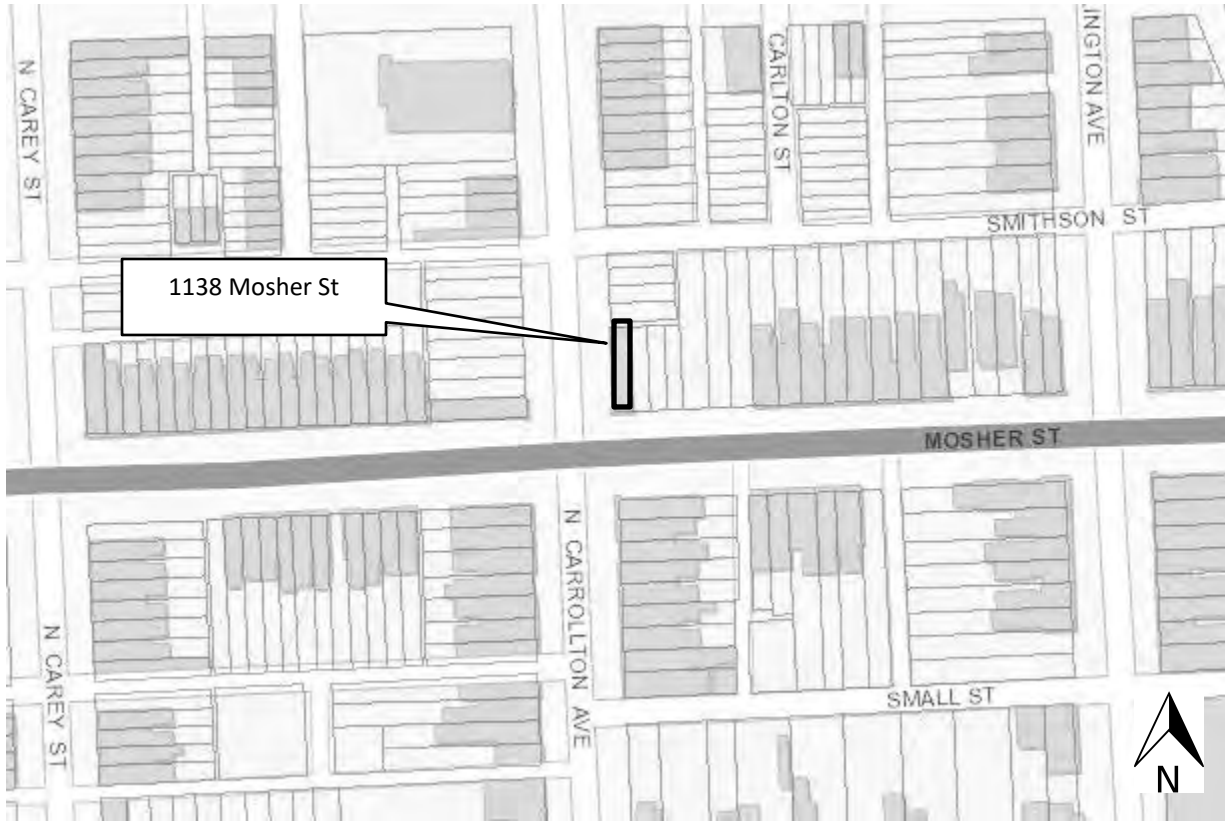 N CAREY ST
CARLTON ST
INGTON AVE
SMITHSON ST
1138 Mosher St
MOSHER ST
N CARROLLTON AVE
N CAREY ST
SMALL ST
N